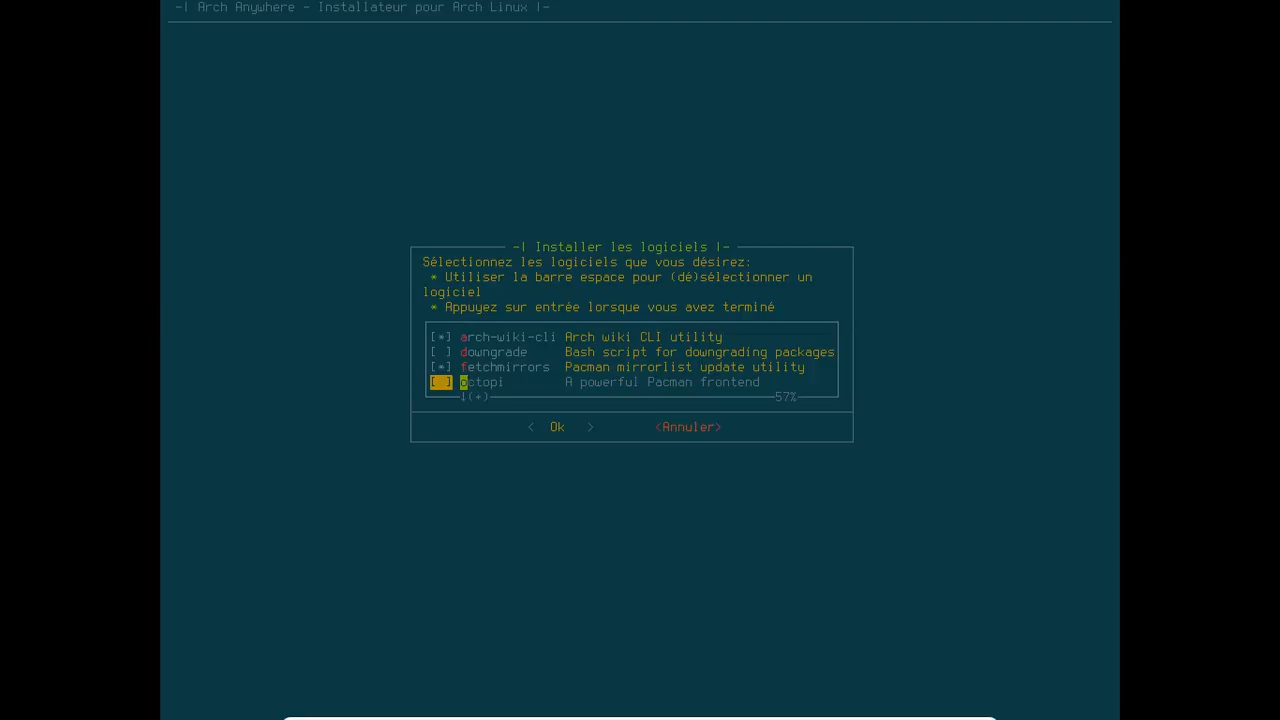 -| Arch Anywhere - Installateur pour Arch Linux |-
-| Installer les logiciels |-
Sélectionnez les logiciels que vous désirez:
* Utiliser la barre espace pour (dé)sélectionner un
logiciel
* Appuyez sur entrée lorsque vous avez terminé
[*] arch-wiki-cli Arch wiki CLI utility
[ ] downgrade Bash script for downgrading packages
[*] fetchmirrors Pacman mirrorlist update utility
[ ] octopi A powerful Pacman frontend
↓(+) 57%
< Ok > <Annuler>